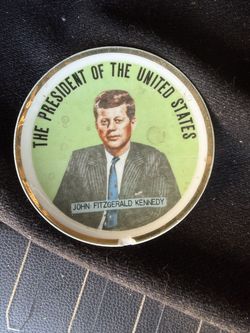 THE PRESIDENT OF THE UNITED STATES
JOHN FITZGERALD KENNEDY